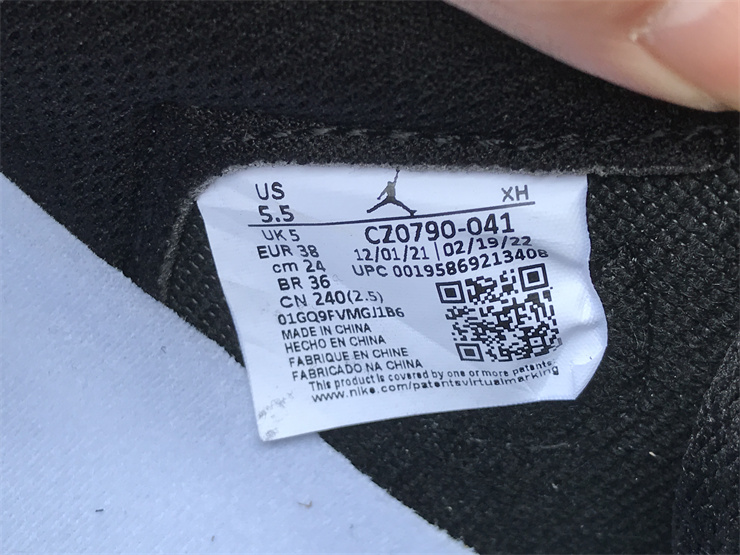 US XH
5.5
UK 5 CZ0790-041
EUR 38 12/01/21 | 02/19/22
cm 24 UPC 00195869213408
BR 36
CN 240(2.5)
01GQ9FVMGJ1B6
MADE IN CHINA
HECHO EN CHINA
FABRIQUE EN CHINE
FABRICADO NA CHINA
This product is covered by one or more patents.
www.nike.com/patentsvirtualmarking